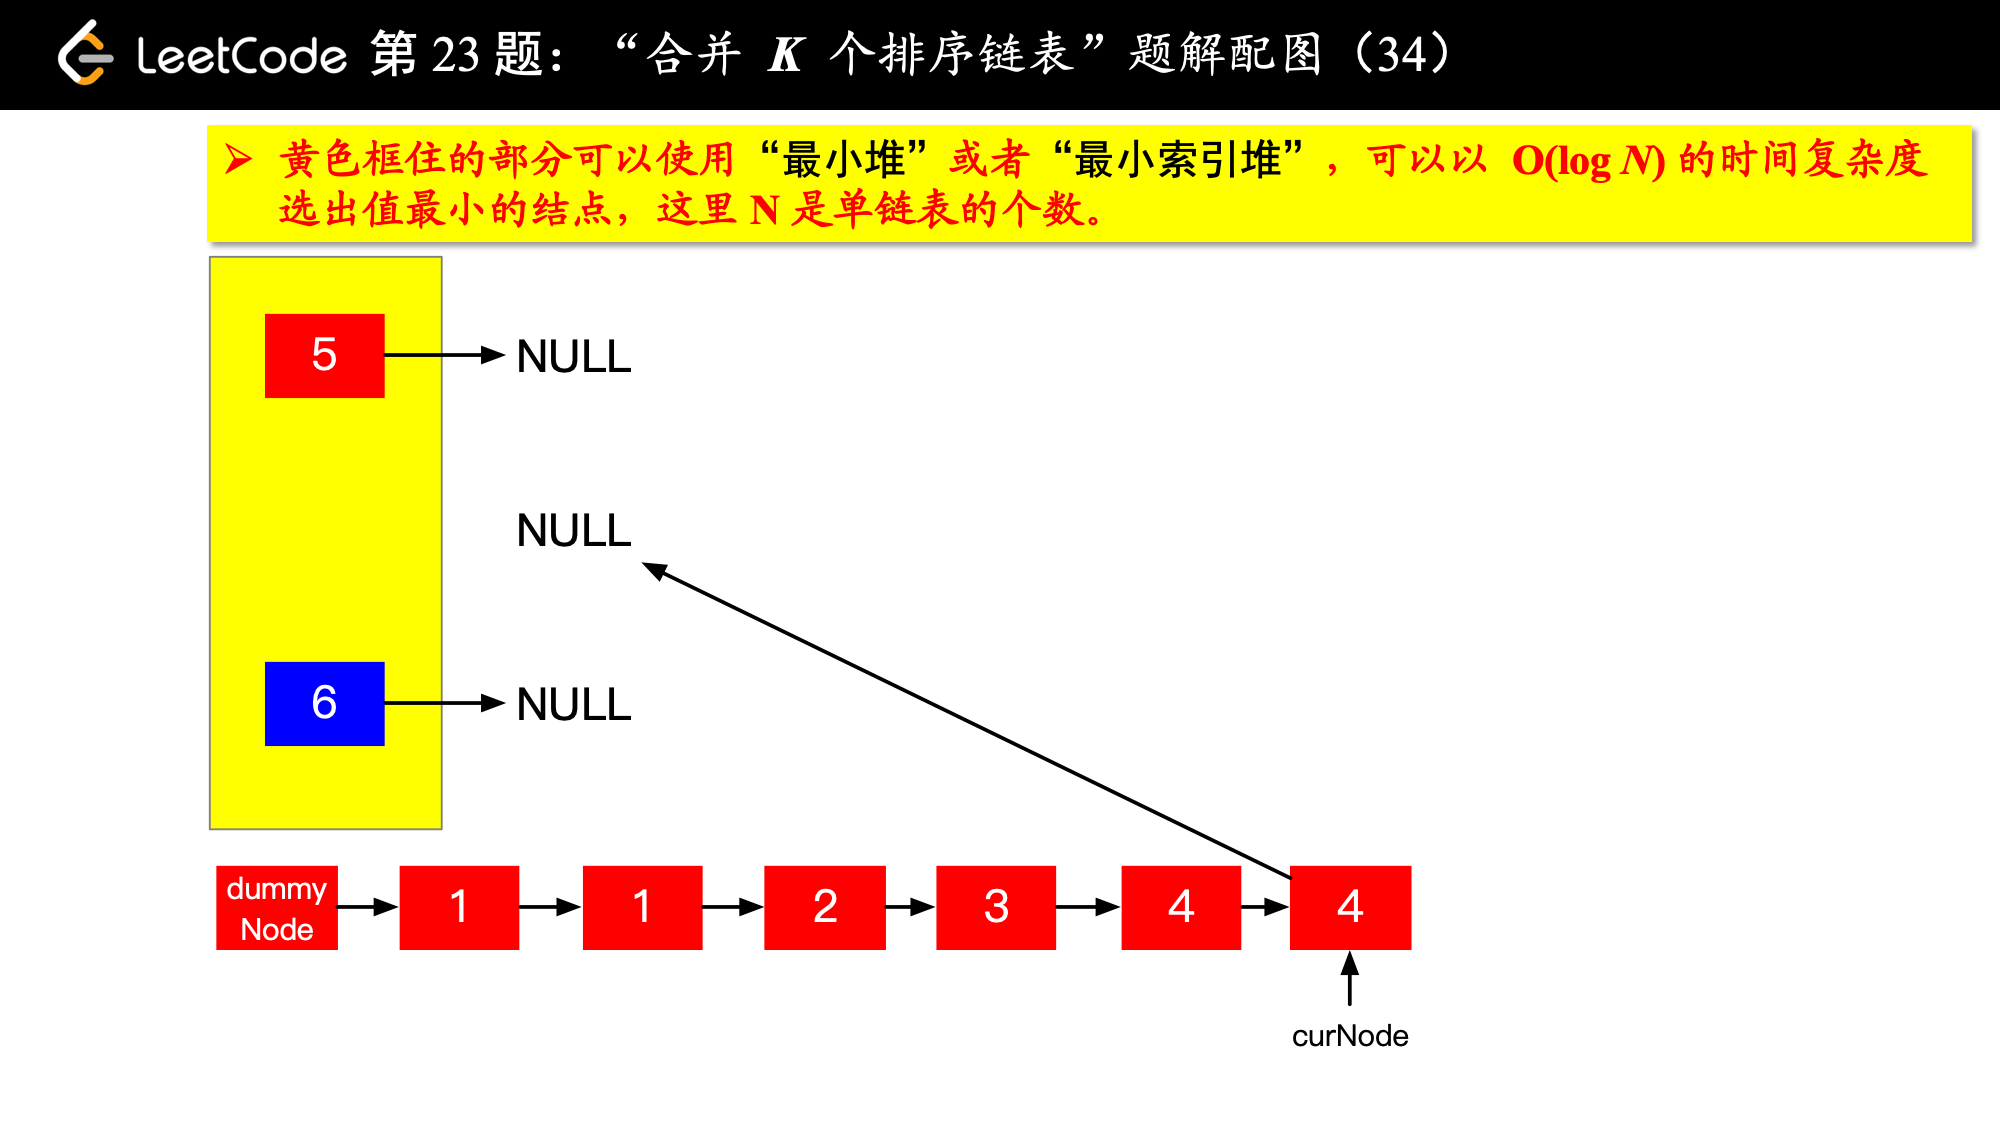 LeetCode 第 23 题：“合并 K 个排序链表”题解配图（34）
➢ 黄色框住的部分可以使用“最小堆”或者“最小索引堆”，可以以 O(log N) 的时间复杂度
选出值最小的结点，这里 N 是单链表的个数。
5 NULL
NULL
6 NULL
dummy
Node
1 1 2 3 4 4
curNode